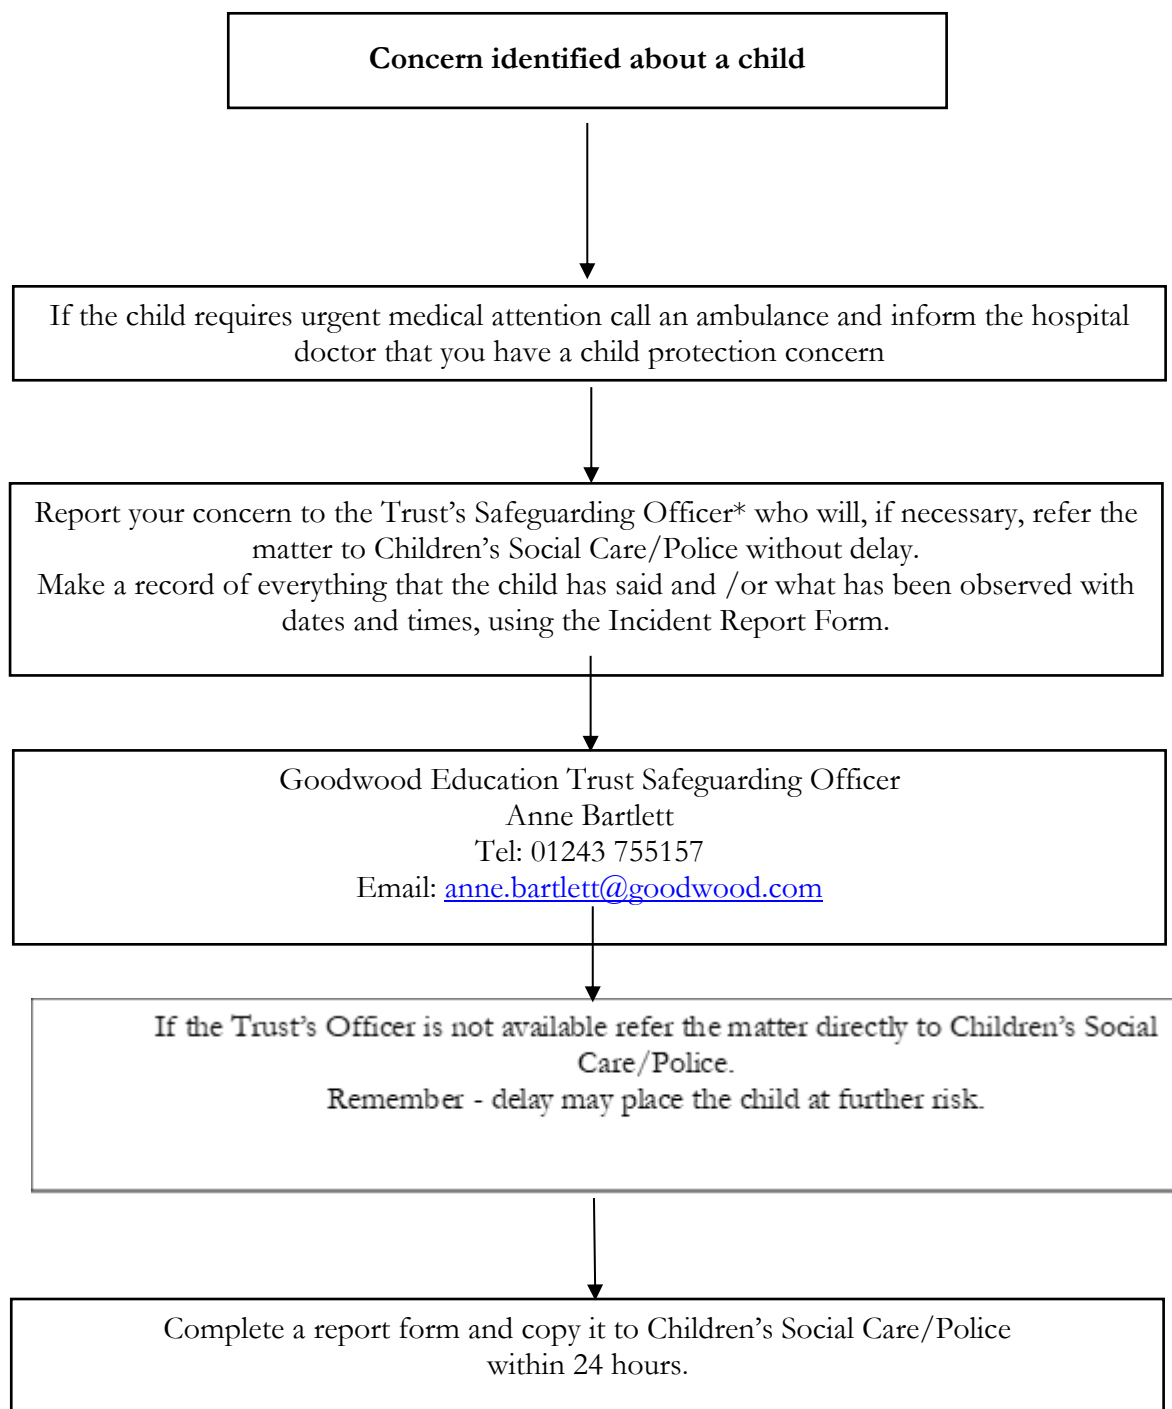 Concern identified about a child
If the child requires urgent medical attention call an ambulance and inform the hospital
doctor that you have a child protection concern
Report your concern to the Trust's Safeguarding Officer* who will, if necessary, refer the
matter to Children's Social Care/Police without delay.
Make a record of everything that the child has said and /or what has been observed with
dates and times, using the Incident Report Form.
Goodwood Education Trust Safeguarding Officer
Anne Bartlett
Tel: 01243 755157
Email: anne.bartlett@goodwood.com
If the Trust's Officer is not available refer the matter directly to Children's Social
Care/Police.
Remember - delay may place the child at further risk.
Complete a report form and copy it to Children's Social Care/Police
within 24 hours.